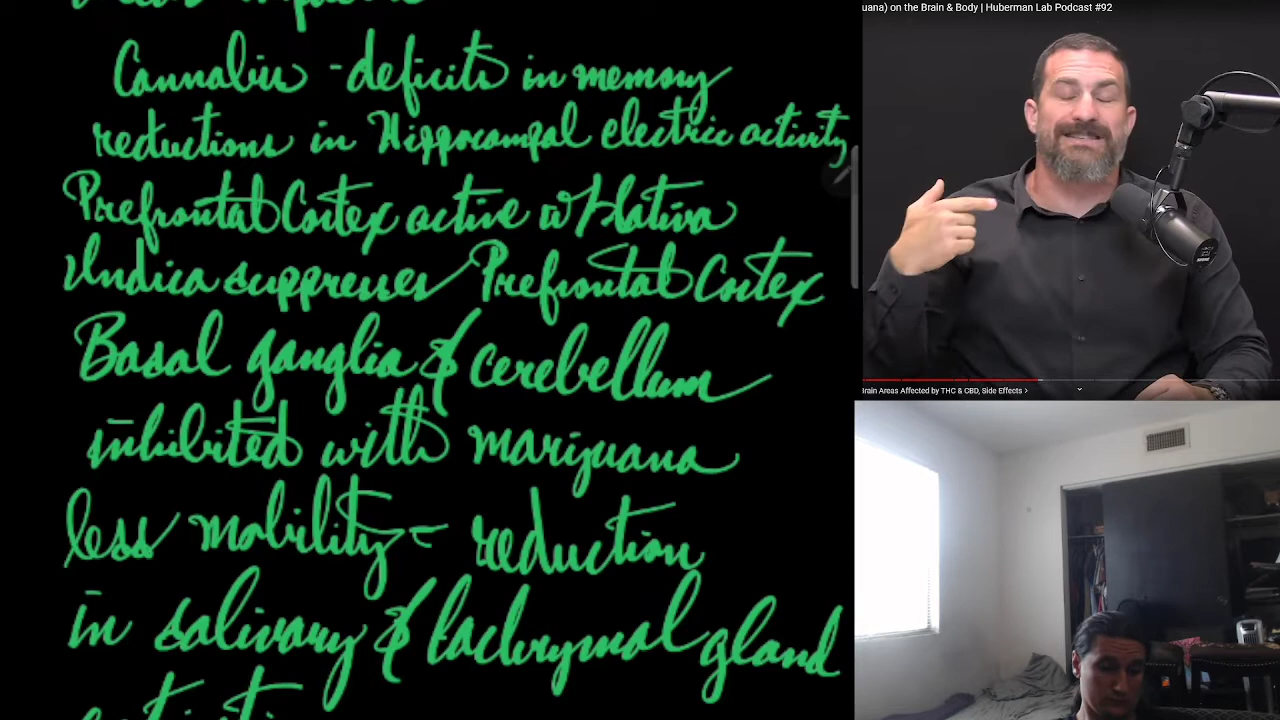 Cannabis - deficits in memory
reductions in Hippocampal electric activity
Prefrontal Cortex active w/ Sativa
Indica suppresses Prefrontal Cortex
Basal ganglia & cerebellum
inhibited with marijuana
less mobility - reduction
in salivary & lachrymal gland
uana) on the Brain & Body | Huberman Lab Podcast #92
Brain Areas Affected by THC & CBD, Side Effects >